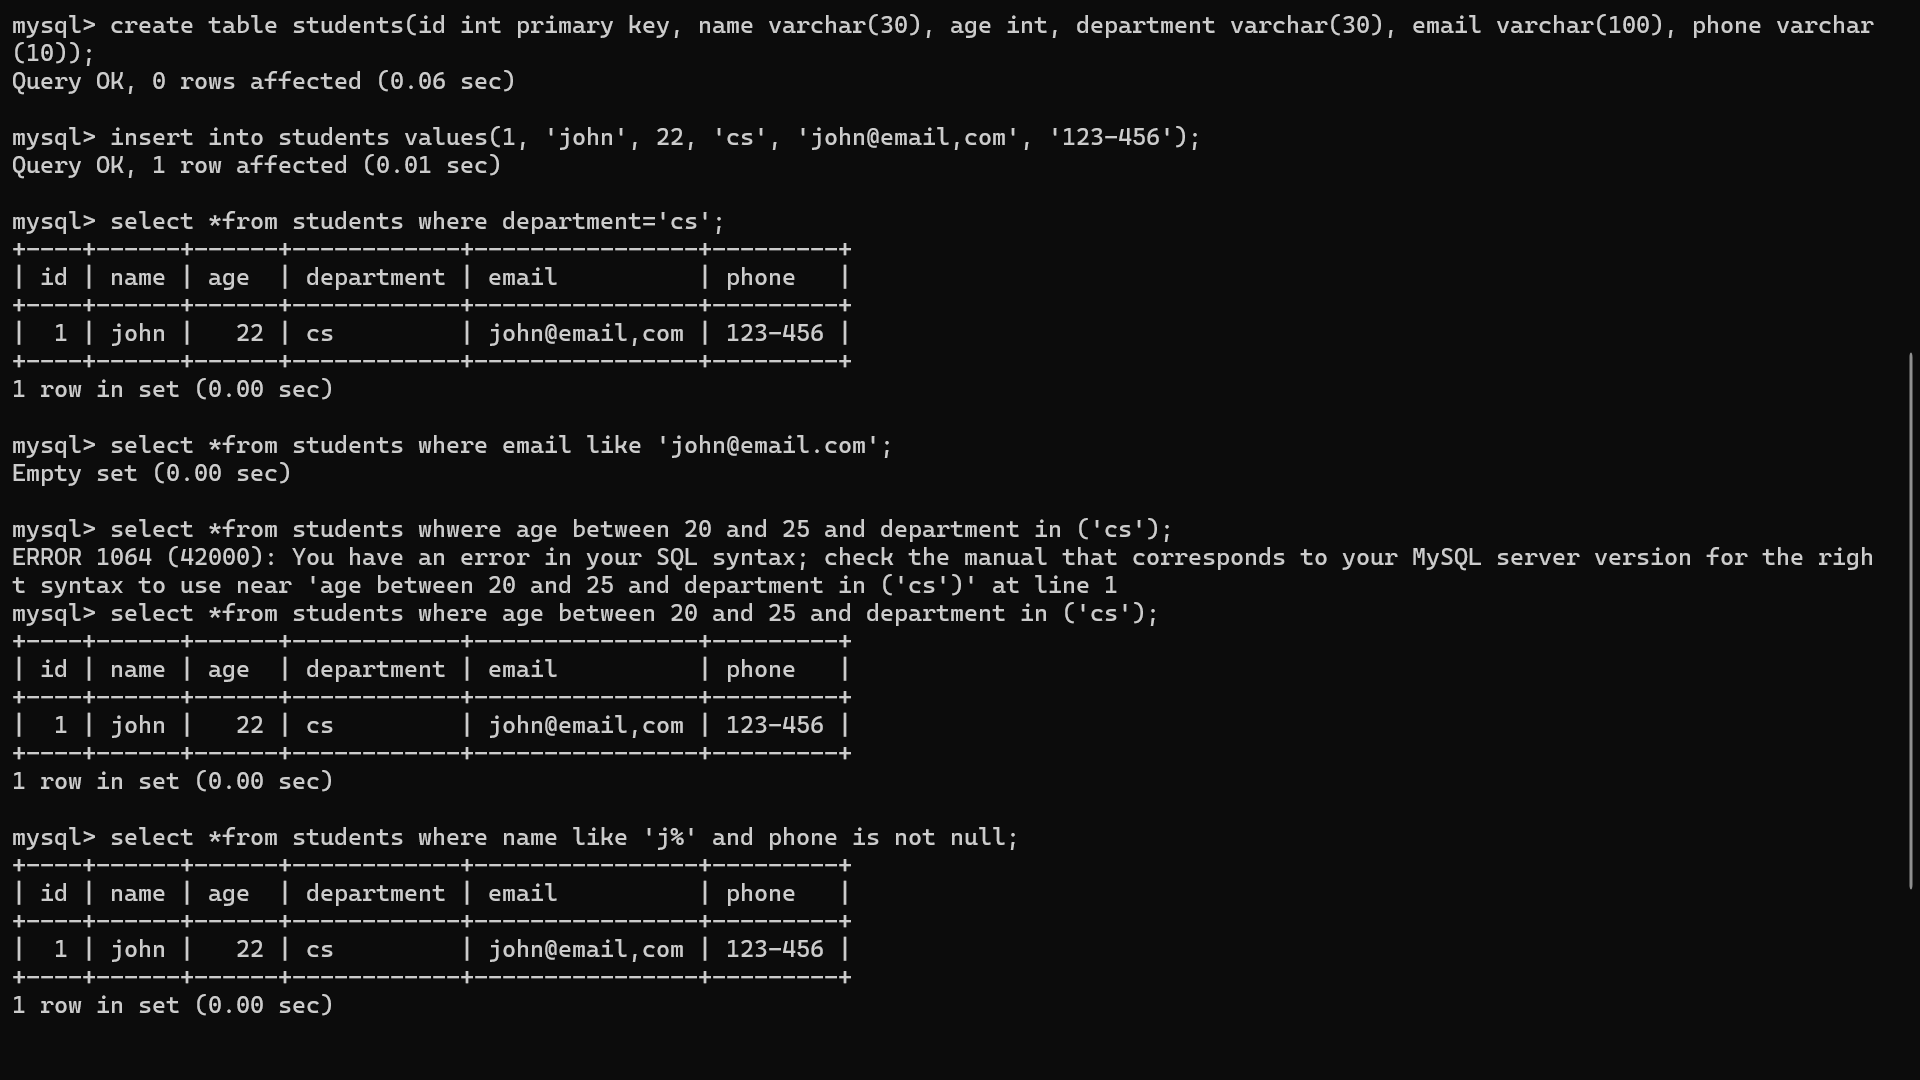 mysql> create table students(id int primary key, name varchar(30), age int, department varchar(30), email varchar(100), phone varchar
(10));
Query OK, 0 rows affected (0.06 sec)

mysql> insert into students values(1, 'john', 22, 'cs', 'john@email,com', '123-456');
Query OK, 1 row affected (0.01 sec)

mysql> select *from students where department='cs';
+----+------+------+------------+----------------+---------+
| id | name | age  | department | email          | phone   |
+----+------+------+------------+----------------+---------+
|  1 | john |   22 | cs         | john@email,com | 123-456 |
+----+------+------+------------+----------------+---------+
1 row in set (0.00 sec)

mysql> select *from students where email like 'john@email.com';
Empty set (0.00 sec)

mysql> select *from students whwere age between 20 and 25 and department in ('cs');
ERROR 1064 (42000): You have an error in your SQL syntax; check the manual that corresponds to your MySQL server version for the righ
t syntax to use near 'age between 20 and 25 and department in ('cs')' at line 1
mysql> select *from students where age between 20 and 25 and department in ('cs');
+----+------+------+------------+----------------+---------+
| id | name | age  | department | email          | phone   |
+----+------+------+------------+----------------+---------+
|  1 | john |   22 | cs         | john@email,com | 123-456 |
+----+------+------+------------+----------------+---------+
1 row in set (0.00 sec)

mysql> select *from students where name like 'j%' and phone is not null;
+----+------+------+------------+----------------+---------+
| id | name | age  | department | email          | phone   |
+----+------+------+------------+----------------+---------+
|  1 | john |   22 | cs         | john@email,com | 123-456 |
+----+------+------+------------+----------------+---------+
1 row in set (0.00 sec)